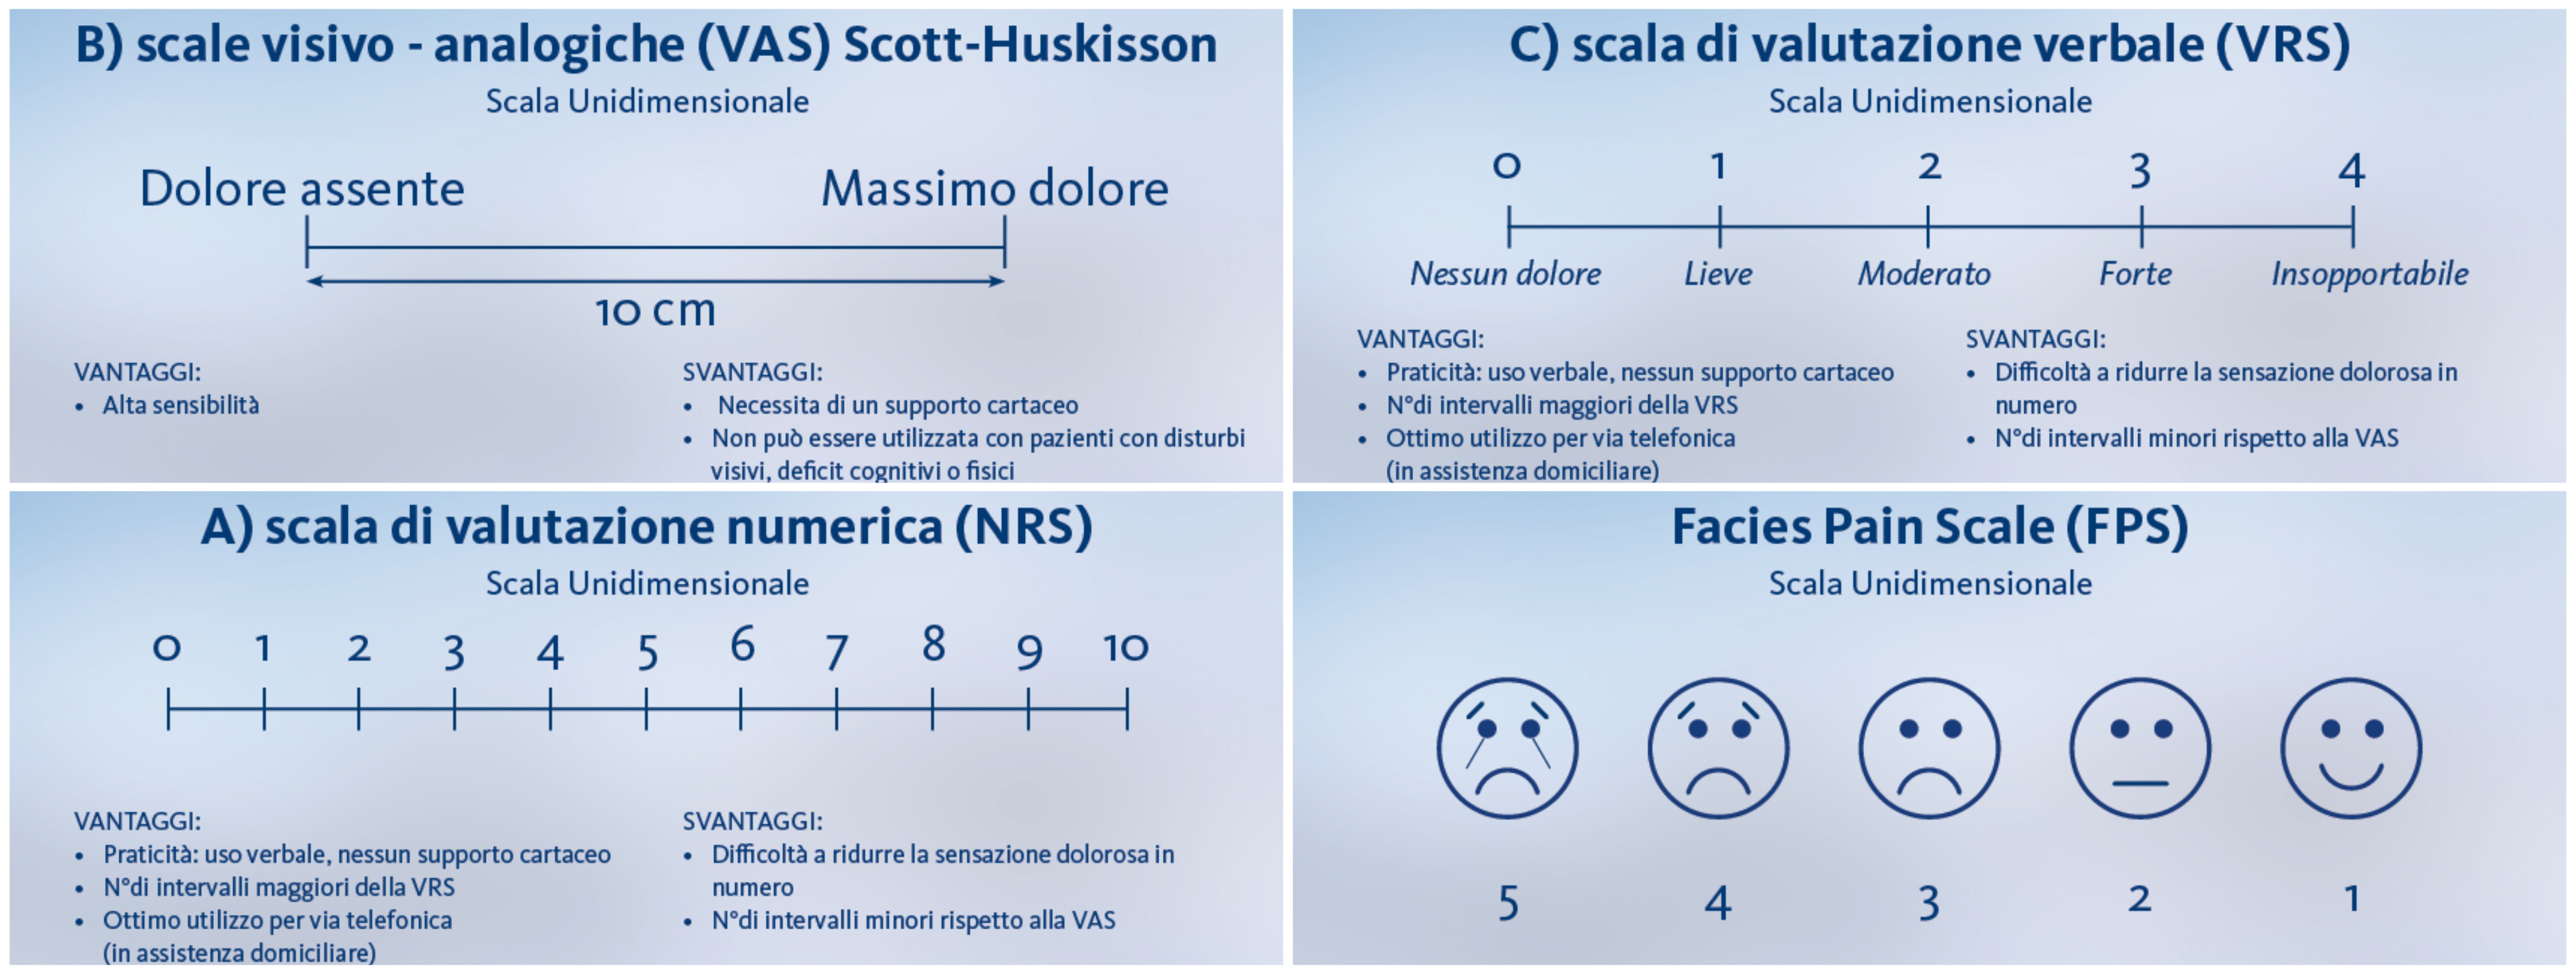 B) scale visivo - analogiche (VAS) Scott-Huskisson
Scala Unidimensionale
Dolore assente
Massimo dolore
10 cm
VANTAGGI:
• Alta sensibilità
SVANTAGGI:
• Necessita di un supporto cartaceo
• Non può essere utilizzata con pazienti con disturbi
visivi, deficit cognitivi o fisici
C) scala di valutazione verbale (VRS)
Scala Unidimensionale
0 1 2 3 4
Nessun dolore Lieve Moderato Forte Insopportabile
VANTAGGI:
• Praticità: uso verbale, nessun supporto cartaceo
• N°di intervalli maggiori della VRS
• Ottimo utilizzo per via telefonica
(in assistenza domiciliare)
SVANTAGGI:
• Difficoltà a ridurre la sensazione dolorosa in
numero
• N°di intervalli minori rispetto alla VAS
A) scala di valutazione numerica (NRS)
Scala Unidimensionale
0 1 2 3 4 5 6 7 8 9 10
VANTAGGI:
• Praticità: uso verbale, nessun supporto cartaceo
• N°di intervalli maggiori della VRS
• Ottimo utilizzo per via telefonica
(in assistenza domiciliare)
SVANTAGGI:
• Difficoltà a ridurre la sensazione dolorosa in
numero
• N°di intervalli minori rispetto alla VAS
Facies Pain Scale (FPS)
Scala Unidimensionale
5 4 3 2 1